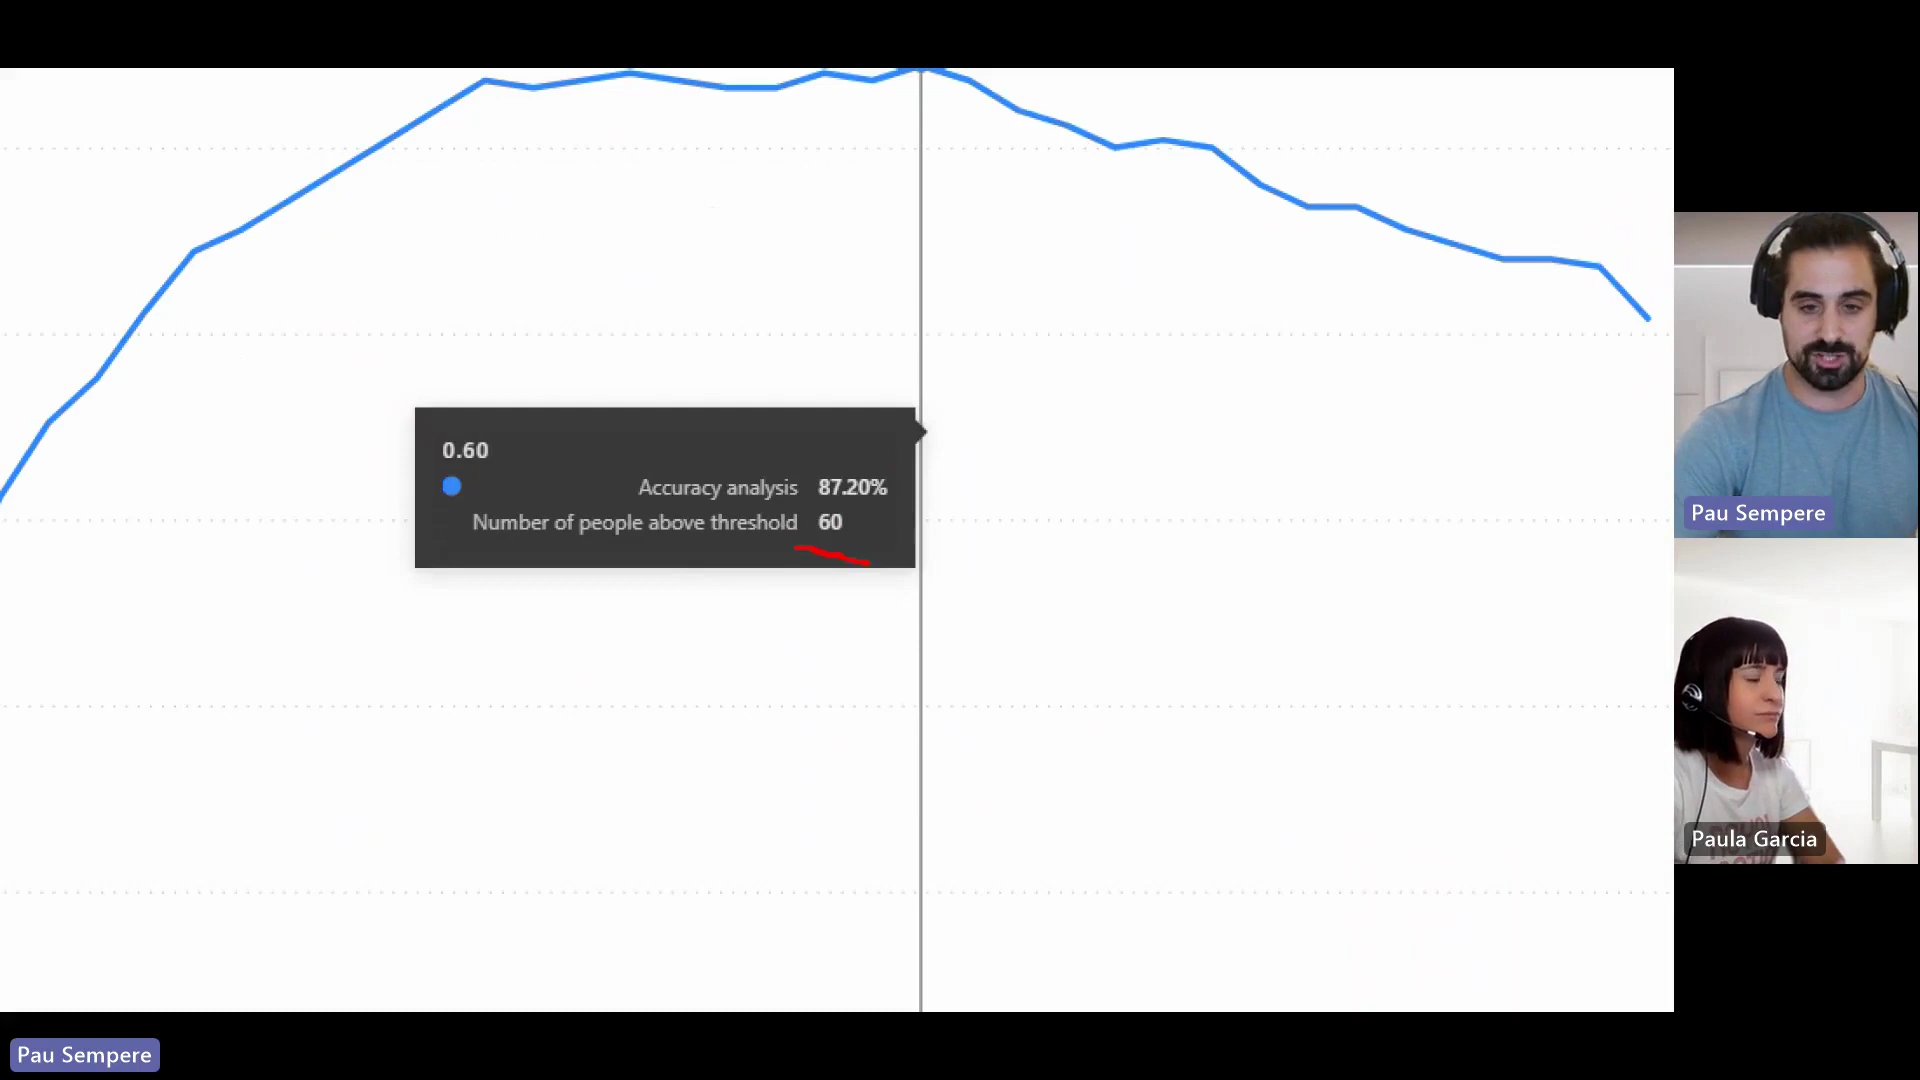 0.60
Accuracy analysis 87.20%
Number of people above threshold 60
Pau Sempere
Paula Garcia
Pau Sempere